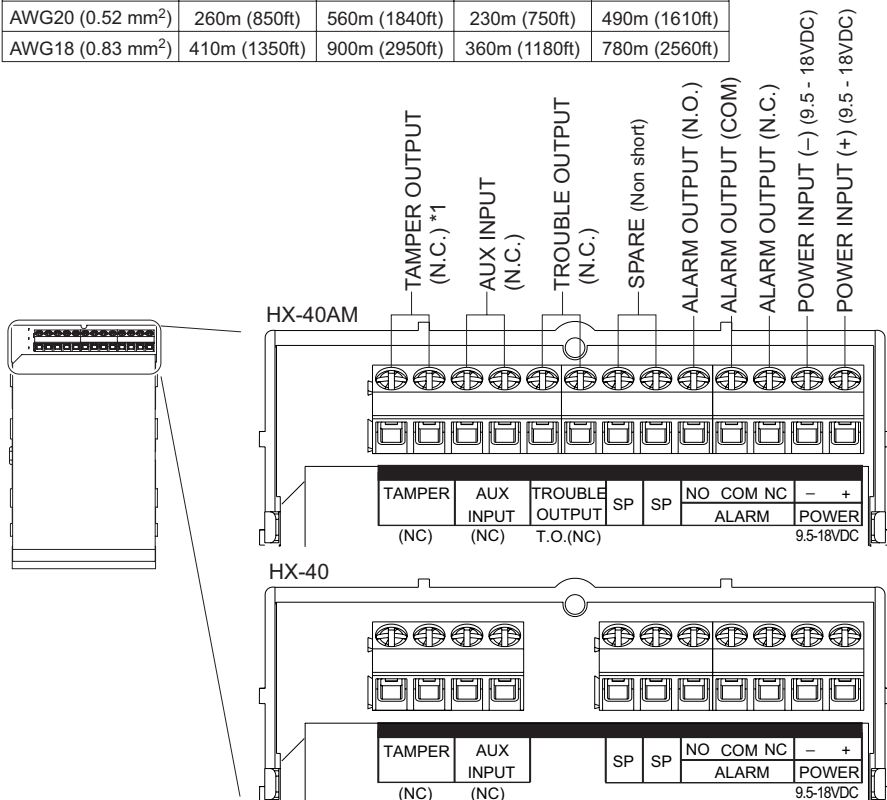 AWG20 (0.52 mm²) 260m (850ft) 560m (1840ft) 230m (750ft) 490m (1610ft)
AWG18 (0.83 mm²) 410m (1350ft) 900m (2950ft) 360m (1180ft) 780m (2560ft)
TAMPER OUTPUT
(N.C.) *1
AUX INPUT
(N.C.)
TROUBLE OUTPUT
(N.C.)
SPARE (Non short)
ALARM OUTPUT (N.O.)
ALARM OUTPUT (COM)
ALARM OUTPUT (N.C.)
POWER INPUT (–) (9.5 - 18VDC)
POWER INPUT (+) (9.5 - 18VDC)
HX-40AM
TAMPER AUX TROUBLE SP SP NO COM NC – +
INPUT OUTPUT ALARM POWER
(NC) (NC) T.O.(NC) 9.5-18VDC
HX-40
TAMPER AUX SP SP NO COM NC – +
INPUT ALARM POWER
(NC) (NC) 9.5-18VDC